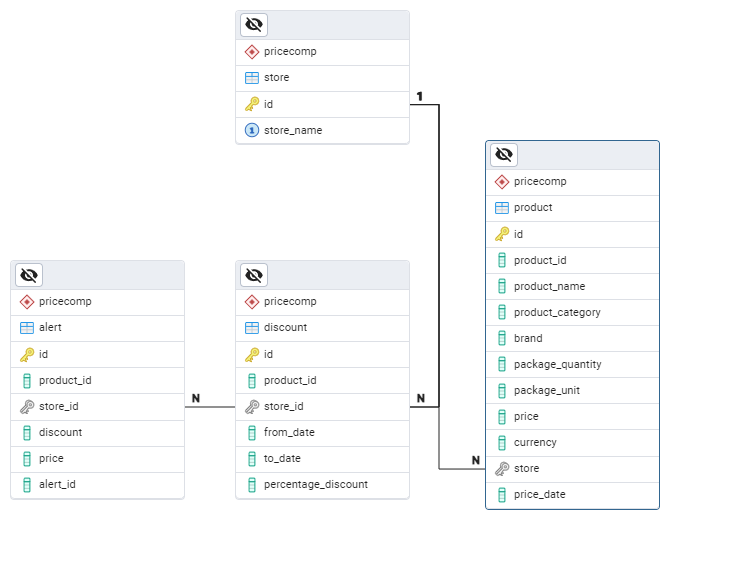 pricecomp
store
id
store_name
1
pricecomp
product
id
product_id
product_name
product_category
brand
package_quantity
package_unit
price
currency
store
price_date
N
pricecomp
alert
id
product_id
store_id
discount
price
alert_id
N
pricecomp
discount
id
product_id
store_id
from_date
to_date
percentage_discount
N